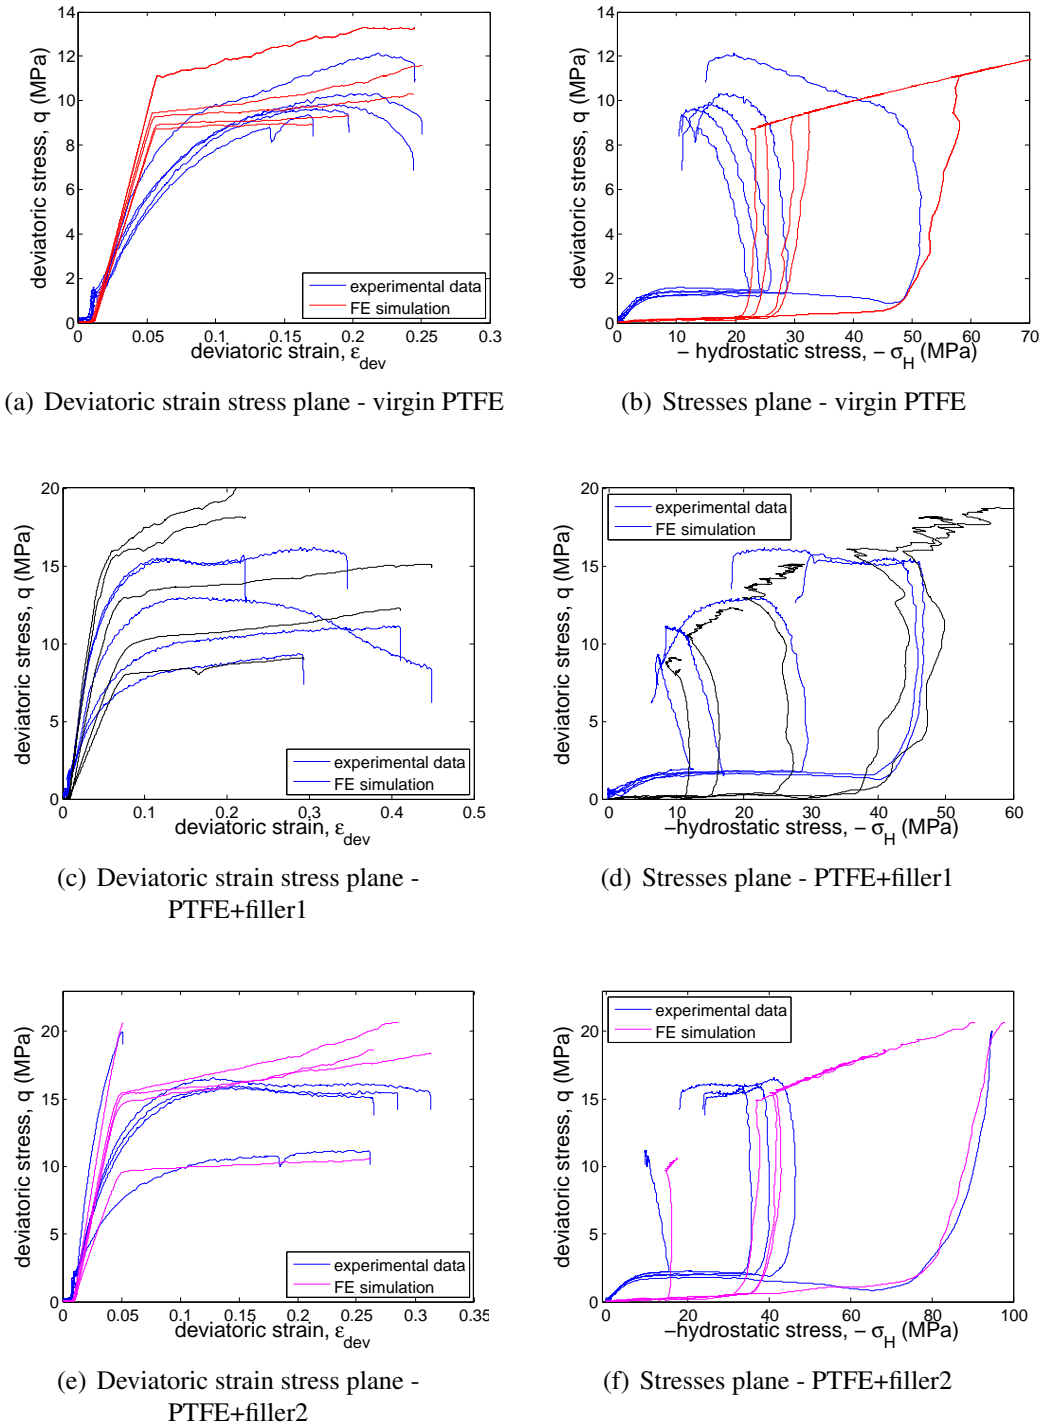 14
12
10
8
6
4
2
0
deviatoric stress, q (MPa)
experimental data
FE simulation
0 0.05 0.1 0.15 0.2 0.25 0.3
deviatoric strain, ε_dev
(a) Deviatoric strain stress plane - virgin PTFE
14
12
10
8
6
4
2
0
deviatoric stress, q (MPa)
0 10 20 30 40 50 60 70
− hydrostatic stress, − σ_H (MPa)
(b) Stresses plane - virgin PTFE
20
15
10
5
0
deviatoric stress, q (MPa)
experimental data
FE simulation
0 0.1 0.2 0.3 0.4 0.5
deviatoric strain, ε_dev
(c) Deviatoric strain stress plane -
PTFE+filler1
20
15
10
5
0
deviatoric stress, q (MPa)
experimental data
FE simulation
0 10 20 30 40 50 60
−hydrostatic stress, − σ_H (MPa)
(d) Stresses plane - PTFE+filler1
20
15
10
5
0
deviatoric stress, q (MPa)
experimental data
FE simulation
0 0.05 0.1 0.15 0.2 0.25 0.3 0.35
deviatoric strain, ε_dev
(e) Deviatoric strain stress plane -
PTFE+filler2
20
15
10
5
0
deviatoric stress, q (MPa)
experimental data
FE simulation
0 20 40 60 80 100
−hydrostatic stress, − σ_H (MPa)
(f) Stresses plane - PTFE+filler2